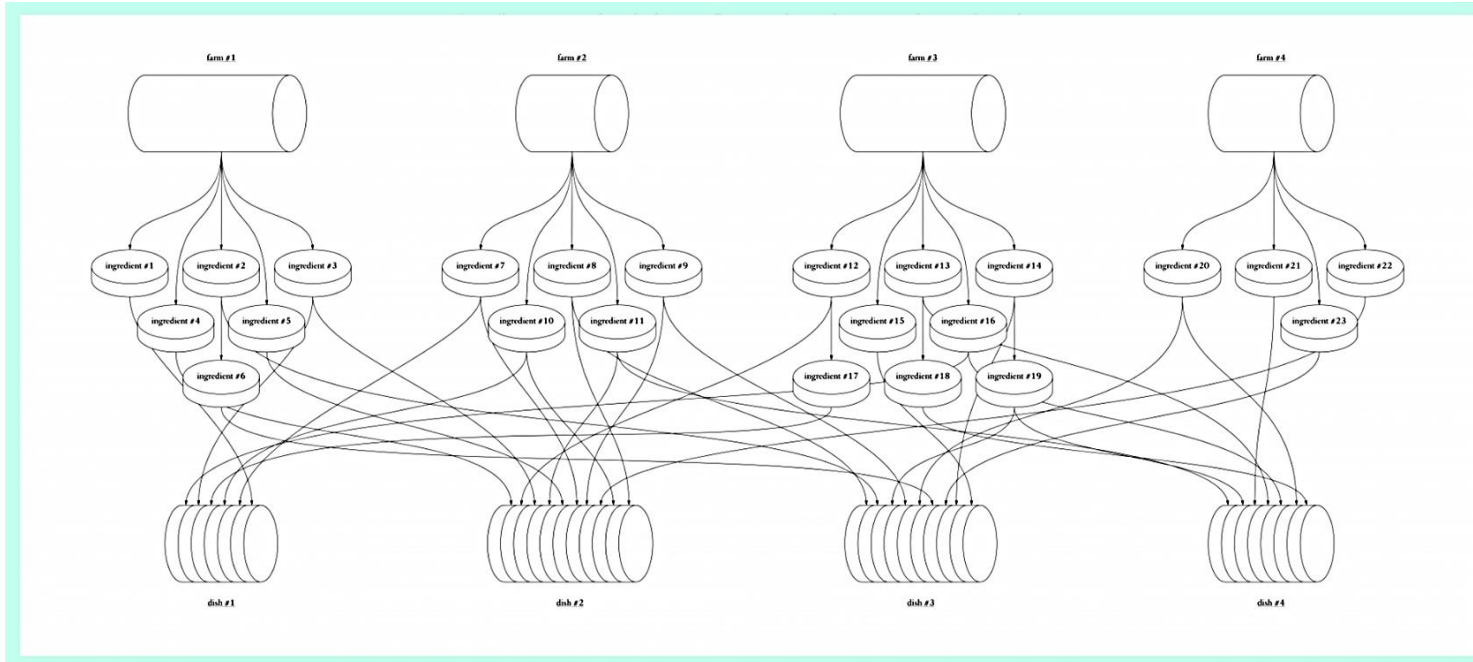 farm #1
farm #2
farm #3
farm #4
ingredient #1
ingredient #2
ingredient #3
ingredient #7
ingredient #8
ingredient #9
ingredient #12
ingredient #13
ingredient #14
ingredient #20
ingredient #21
ingredient #22
ingredient #4
ingredient #5
ingredient #10
ingredient #11
ingredient #15
ingredient #16
ingredient #23
ingredient #6
ingredient #17
ingredient #18
ingredient #19
dish #1
dish #2
dish #3
dish #4